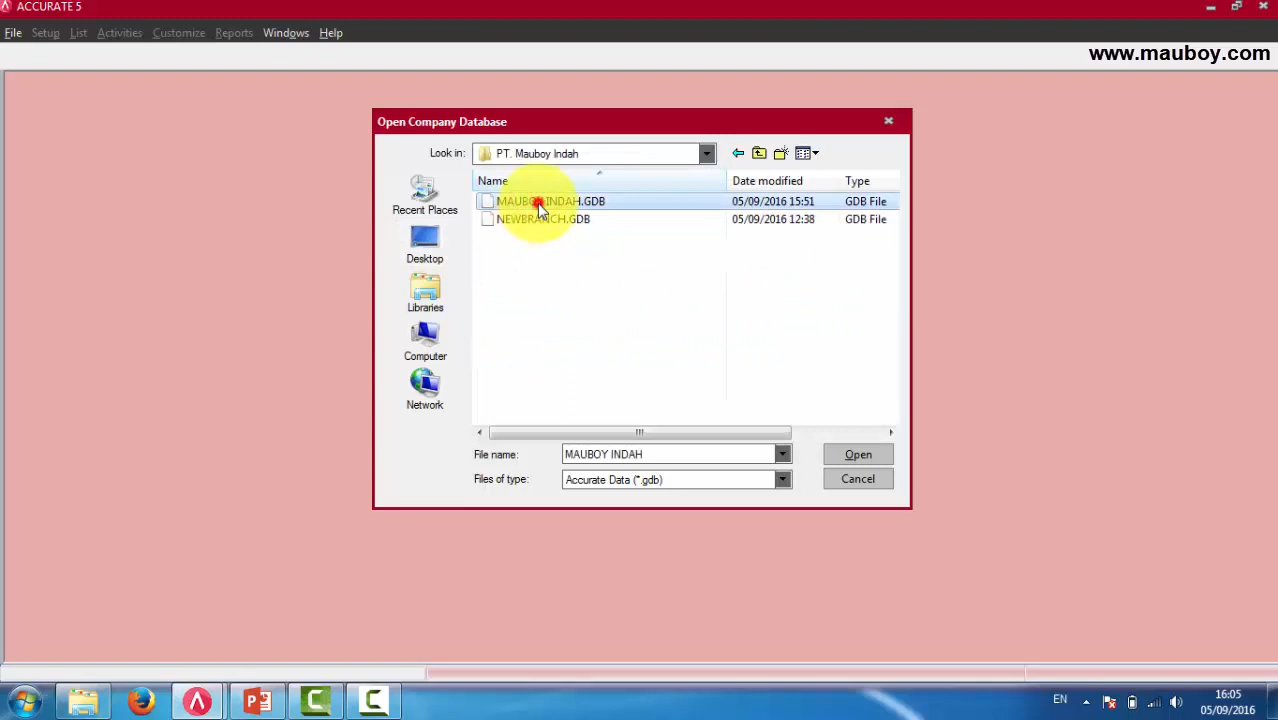 ACCURATE 5
File Setup List Activities Customize Reports Windows Help
www.mauboy.com
Open Company Database
Look in: PT. Mauboy Indah
Name Date modified Type
MAUBOY INDAH.GDB 05/09/2016 15:51 GDB File
NEWBRANCH.GDB 05/09/2016 12:38 GDB File
Recent Places
Desktop
Libraries
Computer
Network
File name: MAUBOY INDAH Open
Files of type: Accurate Data (*.gdb) Cancel
EN 16:05
05/09/2016